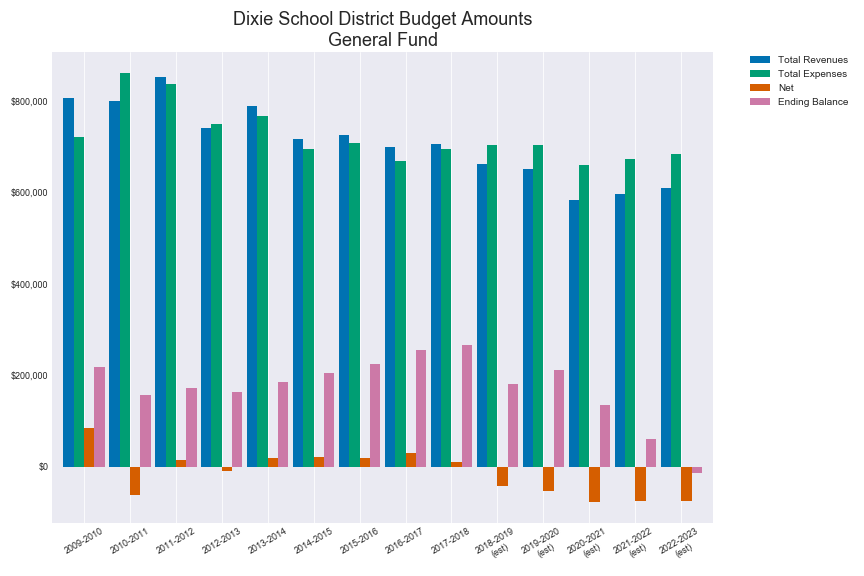 Dixie School District Budget Amounts
General Fund
Total Revenues
Total Expenses
Net
Ending Balance
$800,000
$600,000
$400,000
$200,000
$0
2009-2010
2010-2011
2011-2012
2012-2013
2013-2014
2014-2015
2015-2016
2016-2017
2017-2018
2018-2019
(est)
2019-2020
(est)
2020-2021
(est)
2021-2022
(est)
2022-2023
(est)